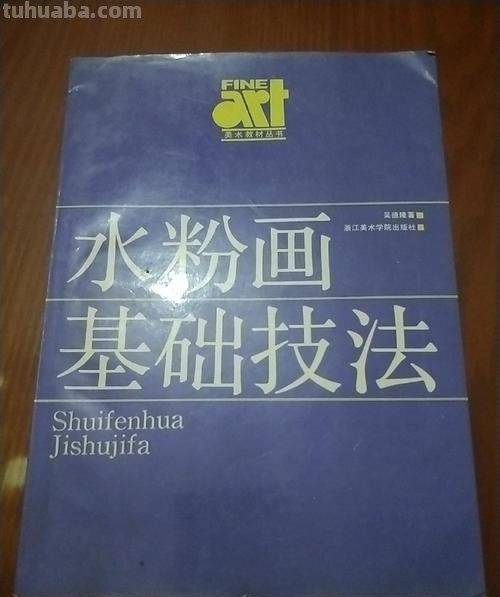 tuhuaba.com
FINE
art
美术教材丛书
吴德隆著
浙江美术学院出版社
水粉画
基础技法
Shuifenhua
Jishujifa